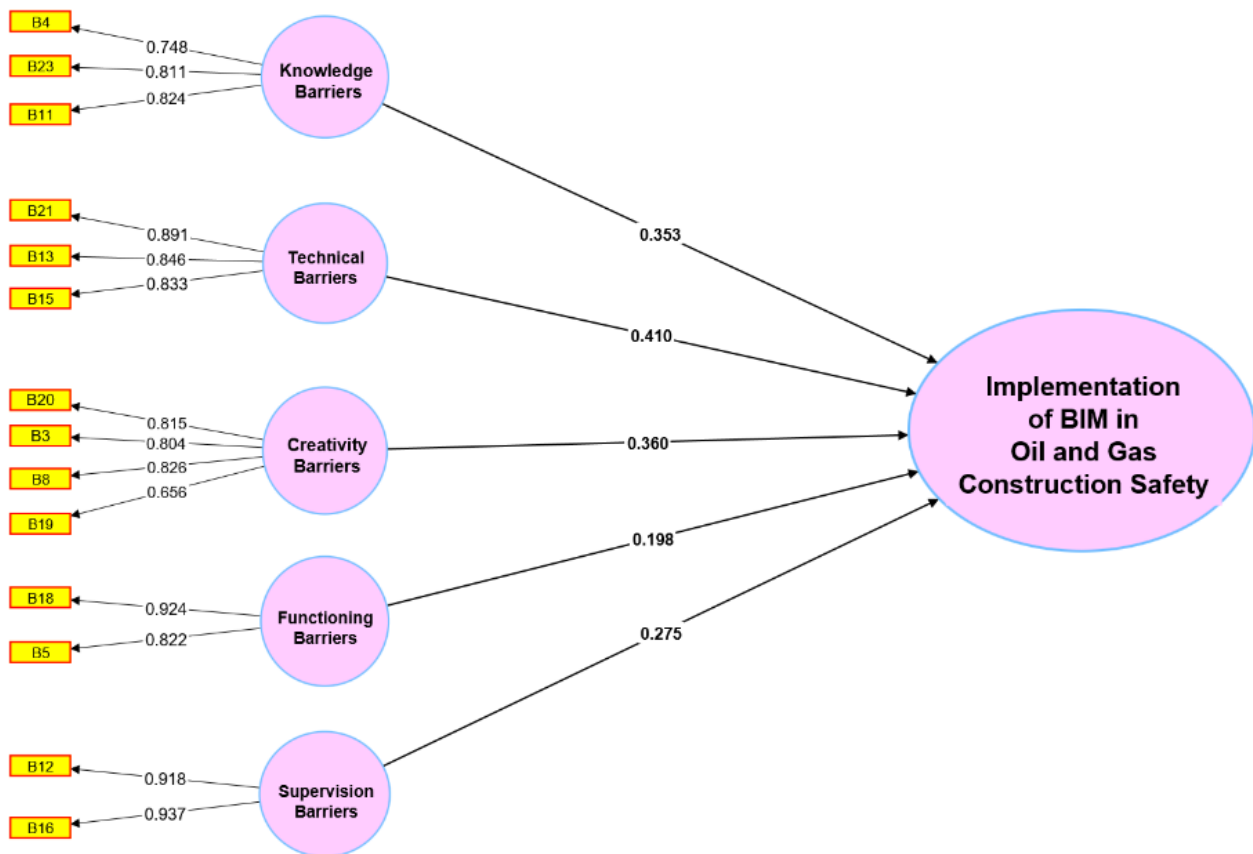 B4
0.748
B23
0.811
B11
0.824
Knowledge
Barriers
0.353
B21
0.891
B13
0.846
B15
0.833
Technical
Barriers
0.410
B20
0.815
B3
0.804
B8
0.826
B19
0.656
Creativity
Barriers
0.360
B18
0.924
B5
0.822
Functioning
Barriers
0.198
B12
0.918
B16
0.937
Supervision
Barriers
0.275
Implementation
of BIM in
Oil and Gas
Construction Safety